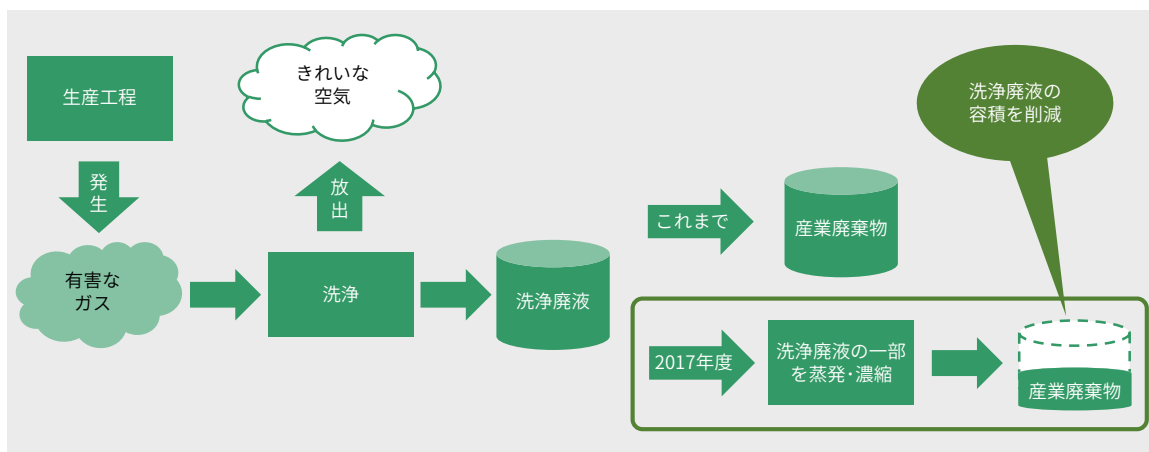 生産工程
発
生
有害な
ガス
きれいな
空気
放
出
洗浄
洗浄廃液
これまで
産業廃棄物
2017年度
洗浄廃液の一部
を蒸発・濃縮
洗浄廃液の
容積を削減
産業廃棄物